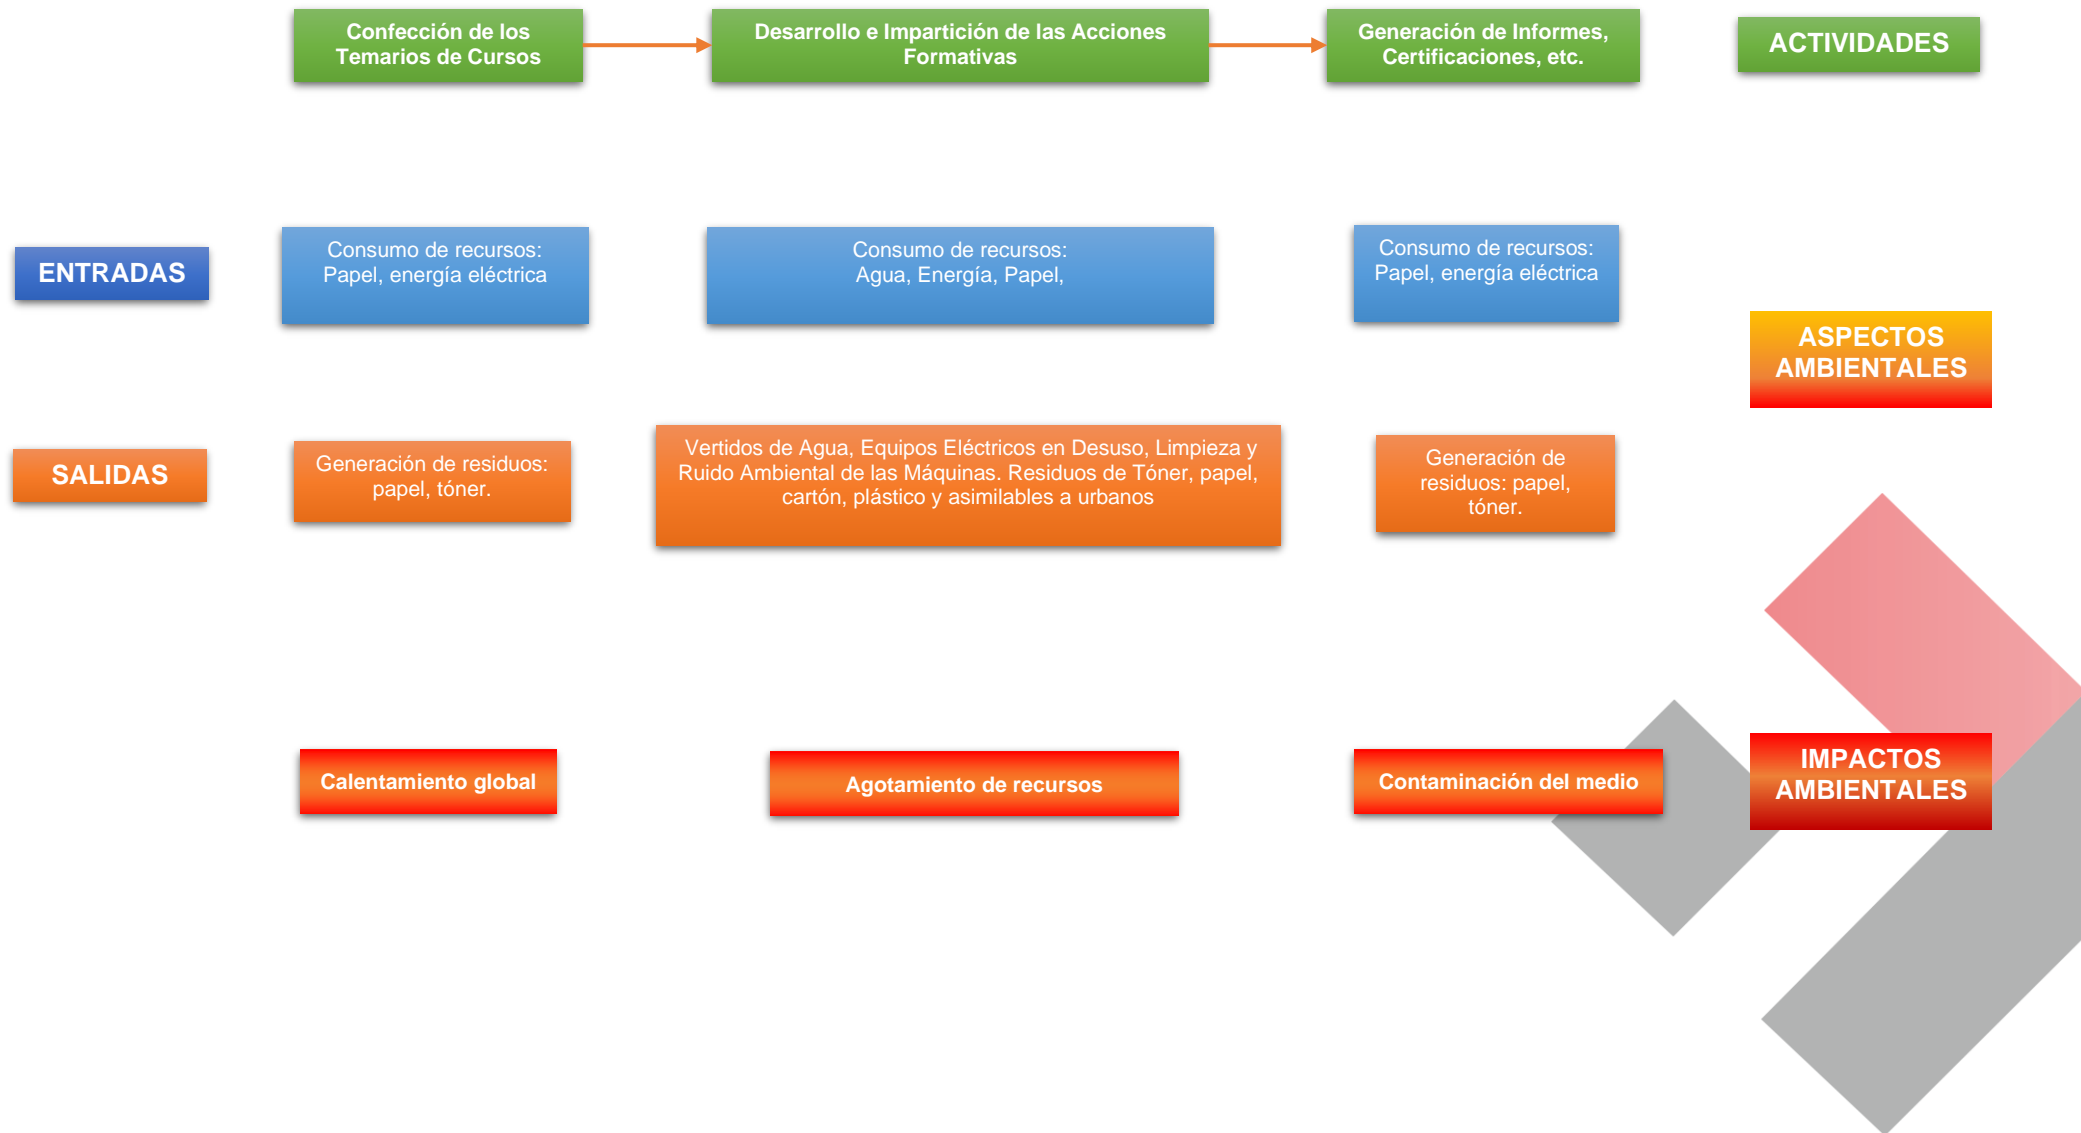 Confección de los
Temarios de Cursos
Desarrollo e Impartición de las Acciones
Formativas
Generación de Informes,
Certificaciones, etc.
ACTIVIDADES
ENTRADAS
Consumo de recursos:
Papel, energía eléctrica
Consumo de recursos:
Agua, Energía, Papel,
Consumo de recursos:
Papel, energía eléctrica
ASPECTOS
AMBIENTALES
SALIDAS
Generación de residuos:
papel, tóner.
Vertidos de Agua, Equipos Eléctricos en Desuso, Limpieza y
Ruido Ambiental de las Máquinas. Residuos de Tóner, papel,
cartón, plástico y asimilables a urbanos
Generación de
residuos: papel,
tóner.
Calentamiento global
Agotamiento de recursos
Contaminación del medio
IMPACTOS
AMBIENTALES